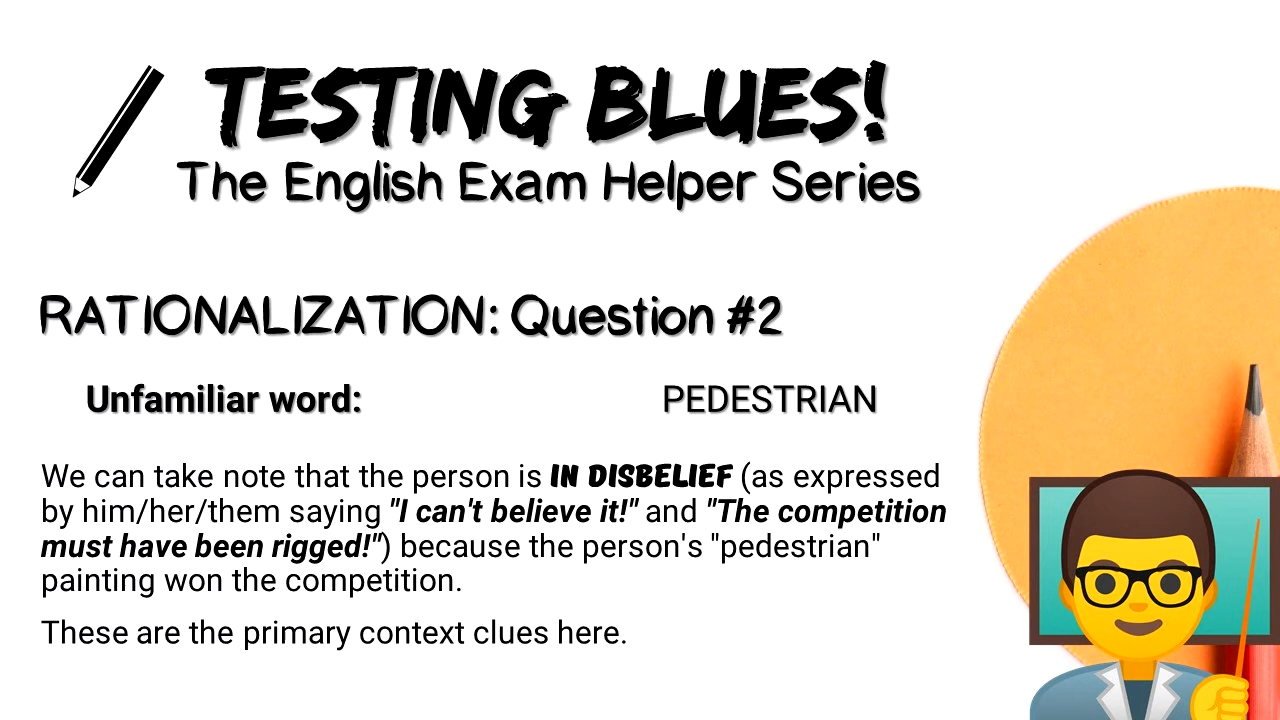 TESTING BLUES!
The English Exam Helper Series
RATIONALIZATION: Question #2
Unfamiliar word: PEDESTRIAN
We can take note that the person is IN DISBELIEF (as expressed
by him/her/them saying "I can't believe it!" and "The competition
must have been rigged!") because the person's "pedestrian"
painting won the competition.
These are the primary context clues here.